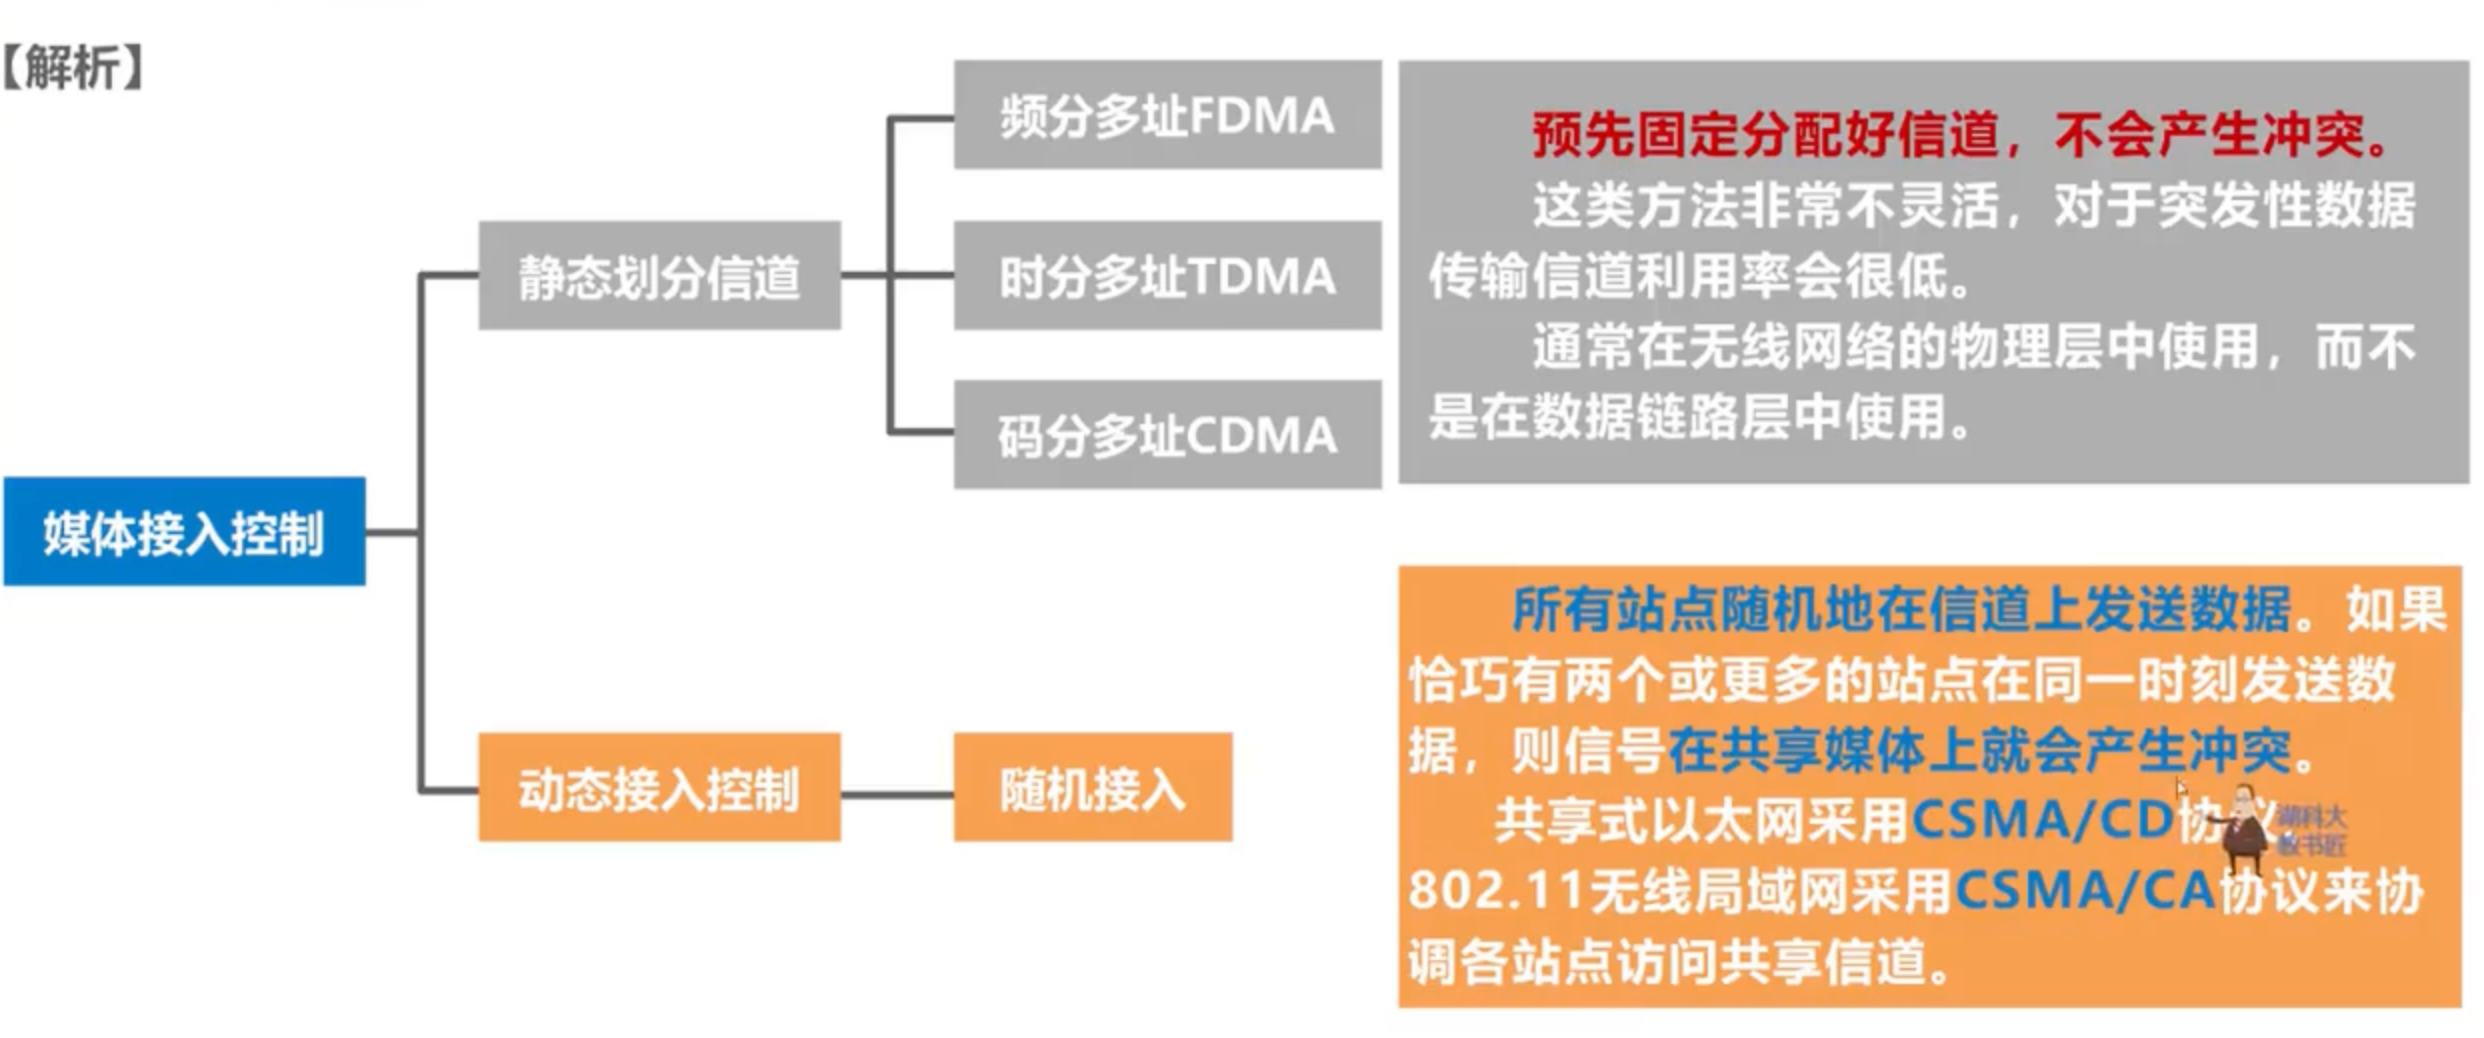 【解析】
频分多址FDMA
时分多址TDMA
码分多址CDMA
静态划分信道
预先固定分配好信道，不会产生冲突。
这类方法非常不灵活，对于突发性数据
传输信道利用率会很低。
通常在无线网络的物理层中使用，而不
是在数据链路层中使用。
媒体接入控制
动态接入控制
随机接入
所有站点随机地在信道上发送数据。如果
恰巧有两个或更多的站点在同一时刻发送数
据，则信号在共享媒体上就会产生冲突。
共享式以太网采用CSMA/CD协议
802.11无线局域网采用CSMA/CA协议来协
调各站点访问共享信道。
湖科大
教书匠